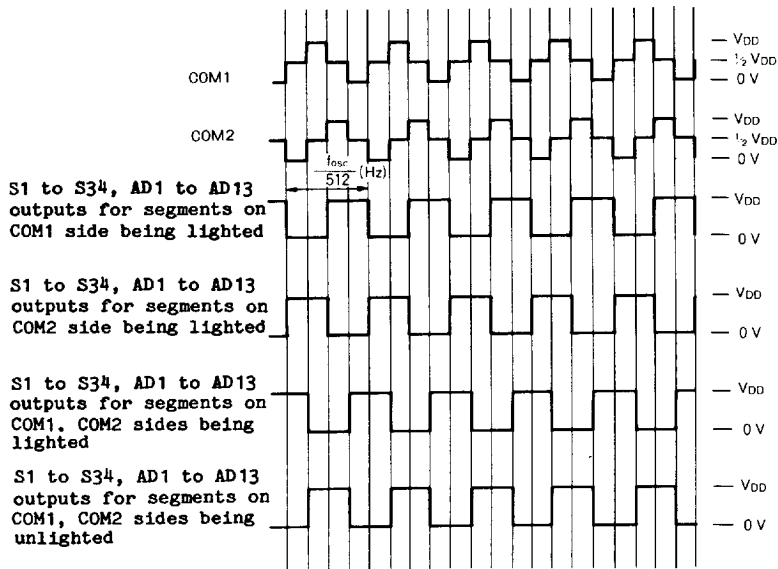 VDD
½ VDD
COM1
0 V
VDD
COM2
½ VDD
0 V
fosc
512 (Hz)
S1 to S34, AD1 to AD13
outputs for segments on
COM1 side being lighted
VDD
0 V
S1 to S34, AD1 to AD13
outputs for segments on
COM2 side being lighted
VDD
0 V
S1 to S34, AD1 to AD13
outputs for segments on
COM1. COM2 sides being
lighted
VDD
0 V
S1 to S34, AD1 to AD13
outputs for segments on
COM1, COM2 sides being
unlighted
VDD
0 V